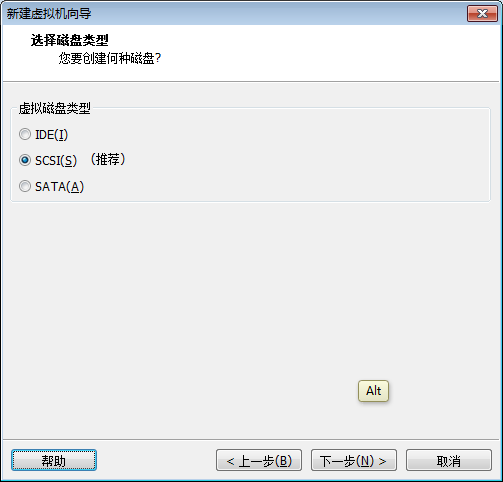 新建虚拟机向导
选择磁盘类型
您要创建何种磁盘?
虚拟磁盘类型
IDE(I)
SCSI(S) （推荐）
SATA(A)
Alt
帮助
< 上一步(B)
下一步(N) >
取消